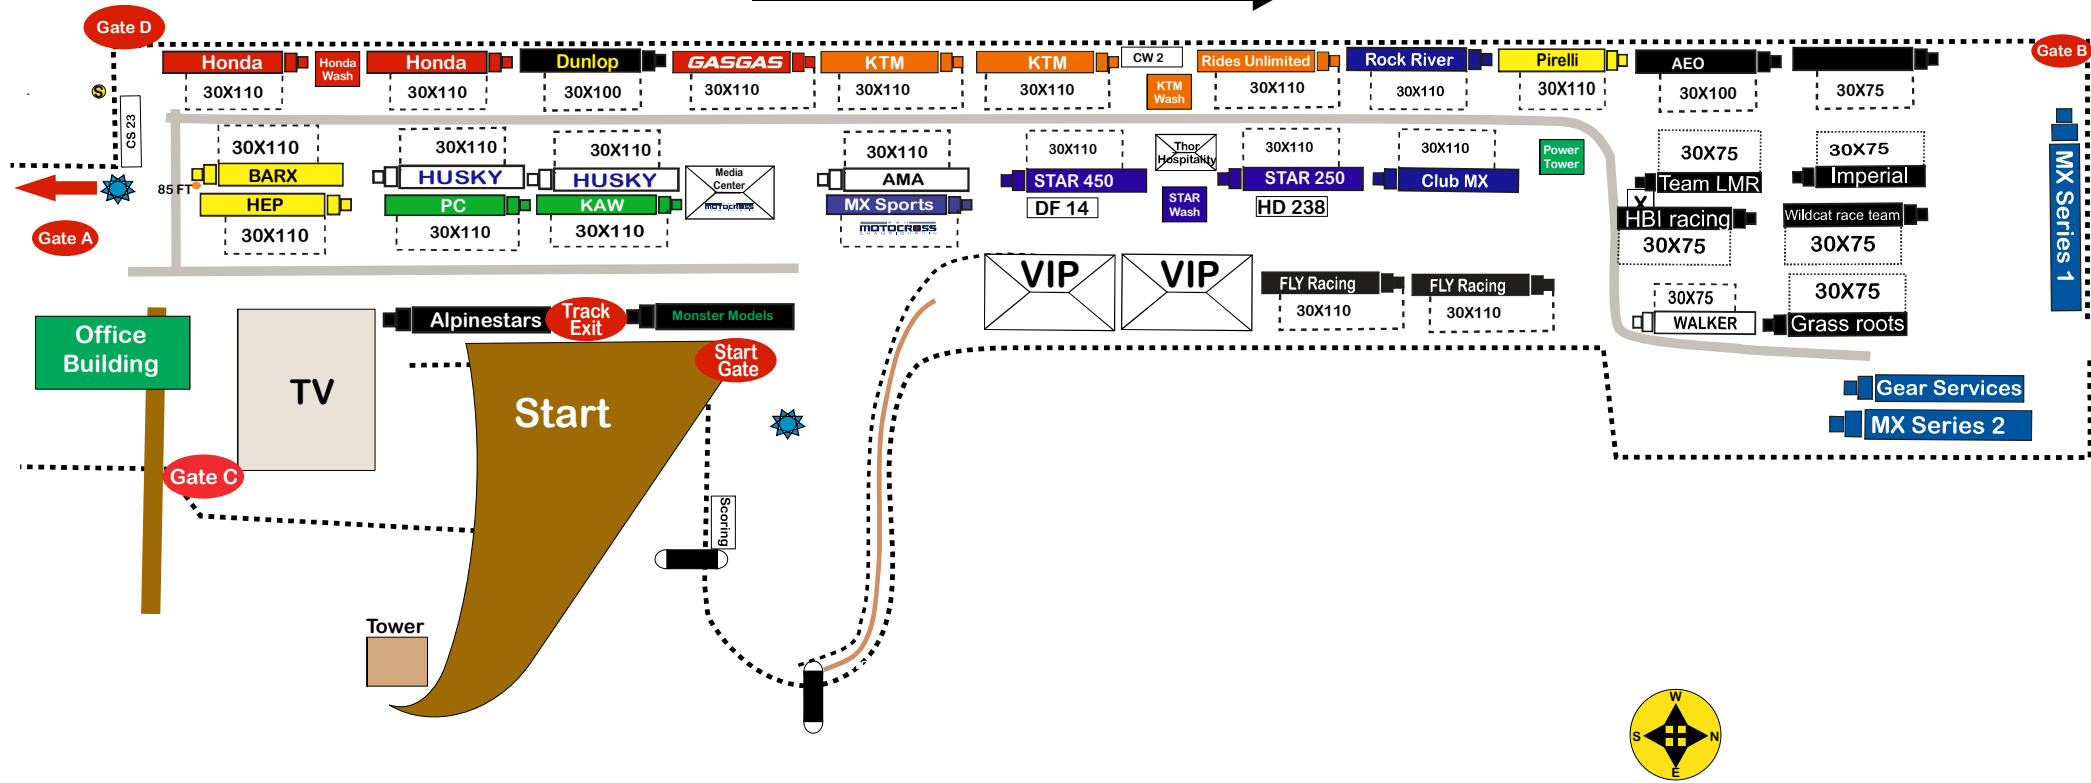 Gate D
Honda
Honda
Wash
Honda
Dunlop
GASGAS
KTM
KTM
CW 2
KTM
Wash
Rides Unlimited
Rock River
Pirelli
AEO
Gate B
S
30X110
30X110
30X100
30X110
30X110
30X110
30X110
30X110
30X110
30X100
30X75
CS 23
30X110
30X110
30X110
Media
Center
MOTOCROSS
30X110
30X110
Thor
Hospitality
30X110
30X110
Power
Tower
30X75
30X75
85 FT
BARX
HUSKY
HUSKY
AMA
STAR 450
STAR
Wash
STAR 250
Club MX
Team LMR
Imperial
X
MX Series 1
HEP
PC
KAW
MX Sports
DF 14
HD 238
HBI racing
Wildcat race team
Gate A
30X110
30X110
30X110
MOTOCROSS
CHAMPIONSHIP
30X75
30X75
VIP
VIP
FLY Racing
FLY Racing
30X110
30X110
30X75
30X75
WALKER
Grass roots
Office
Building
TV
Alpinestars
Track
Exit
Monster Models
Start
Gate
Start
Gear Services
MX Series 2
Gate C
Scoring
Tower
W
S
N
E